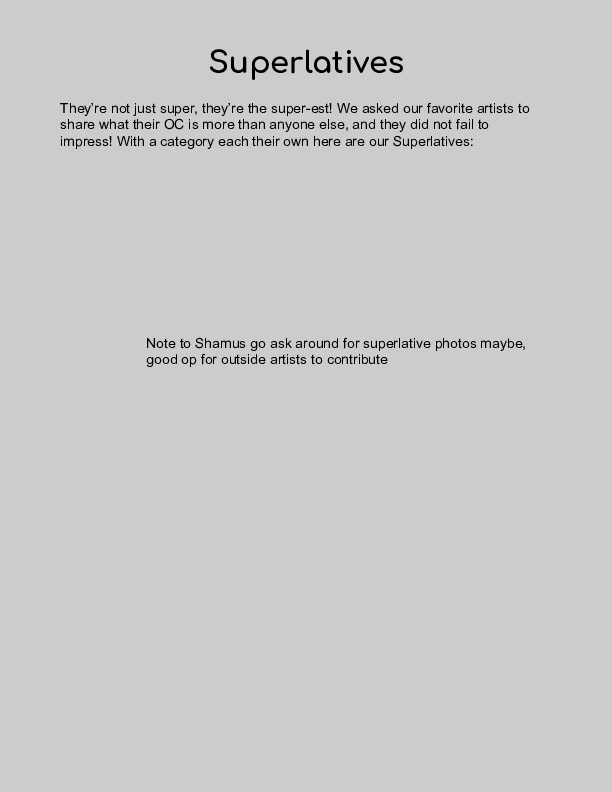 Superlatives
They’re not just super, they’re the super-est! We asked our favorite artists to
share what their OC is more than anyone else, and they did not fail to
impress! With a category each their own here are our Superlatives:
Note to Shamus go ask around for superlative photos maybe,
good op for outside artists to contribute